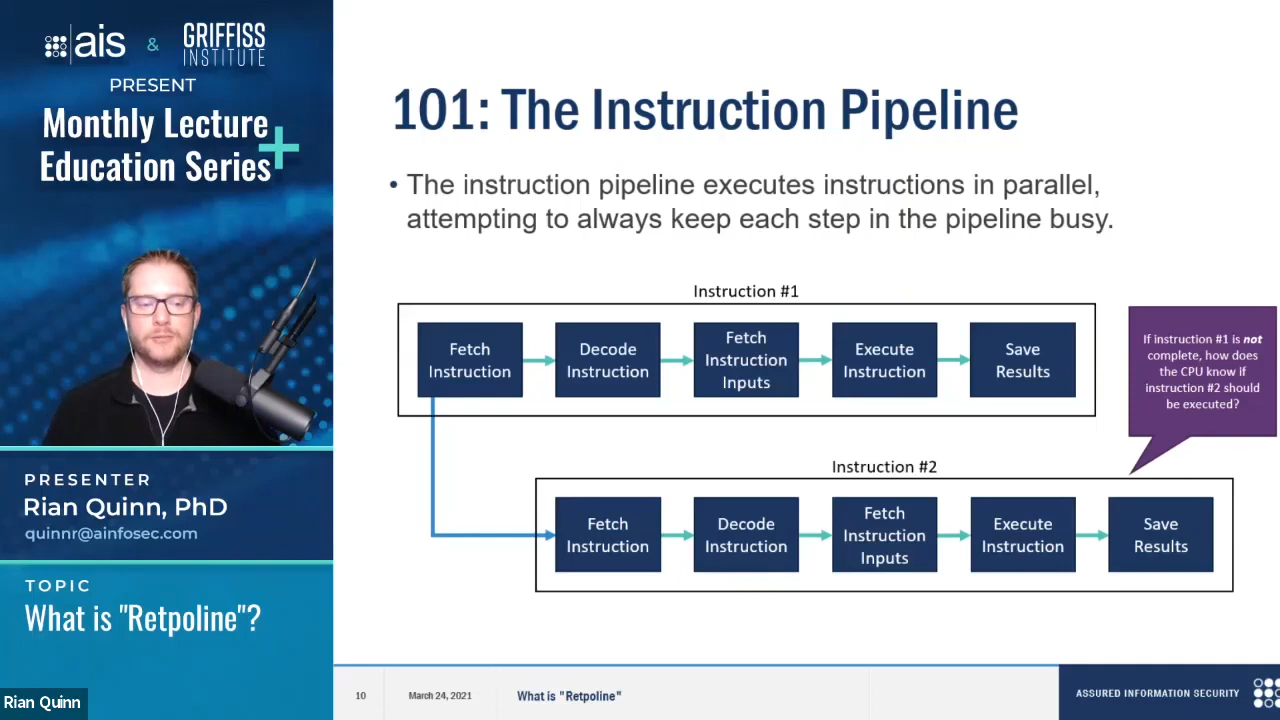 ais & GRIFFISS
INSTITUTE
PRESENT
Monthly Lecture
Education Series
PRESENTER
Rian Quinn, PhD
quinnr@ainfosec.com
TOPIC
What is "Retpoline"?
Rian Quinn
101: The Instruction Pipeline
• The instruction pipeline executes instructions in parallel,
attempting to always keep each step in the pipeline busy.
Instruction #1
Fetch
Instruction
Decode
Instruction
Fetch
Instruction
Inputs
Execute
Instruction
Save
Results
If instruction #1 is not
complete, how does
the CPU know if
instruction #2 should
be executed?
Instruction #2
Fetch
Instruction
Decode
Instruction
Fetch
Instruction
Inputs
Execute
Instruction
Save
Results
10
March 24, 2021
What is "Retpoline"
ASSURED INFORMATION SECURITY